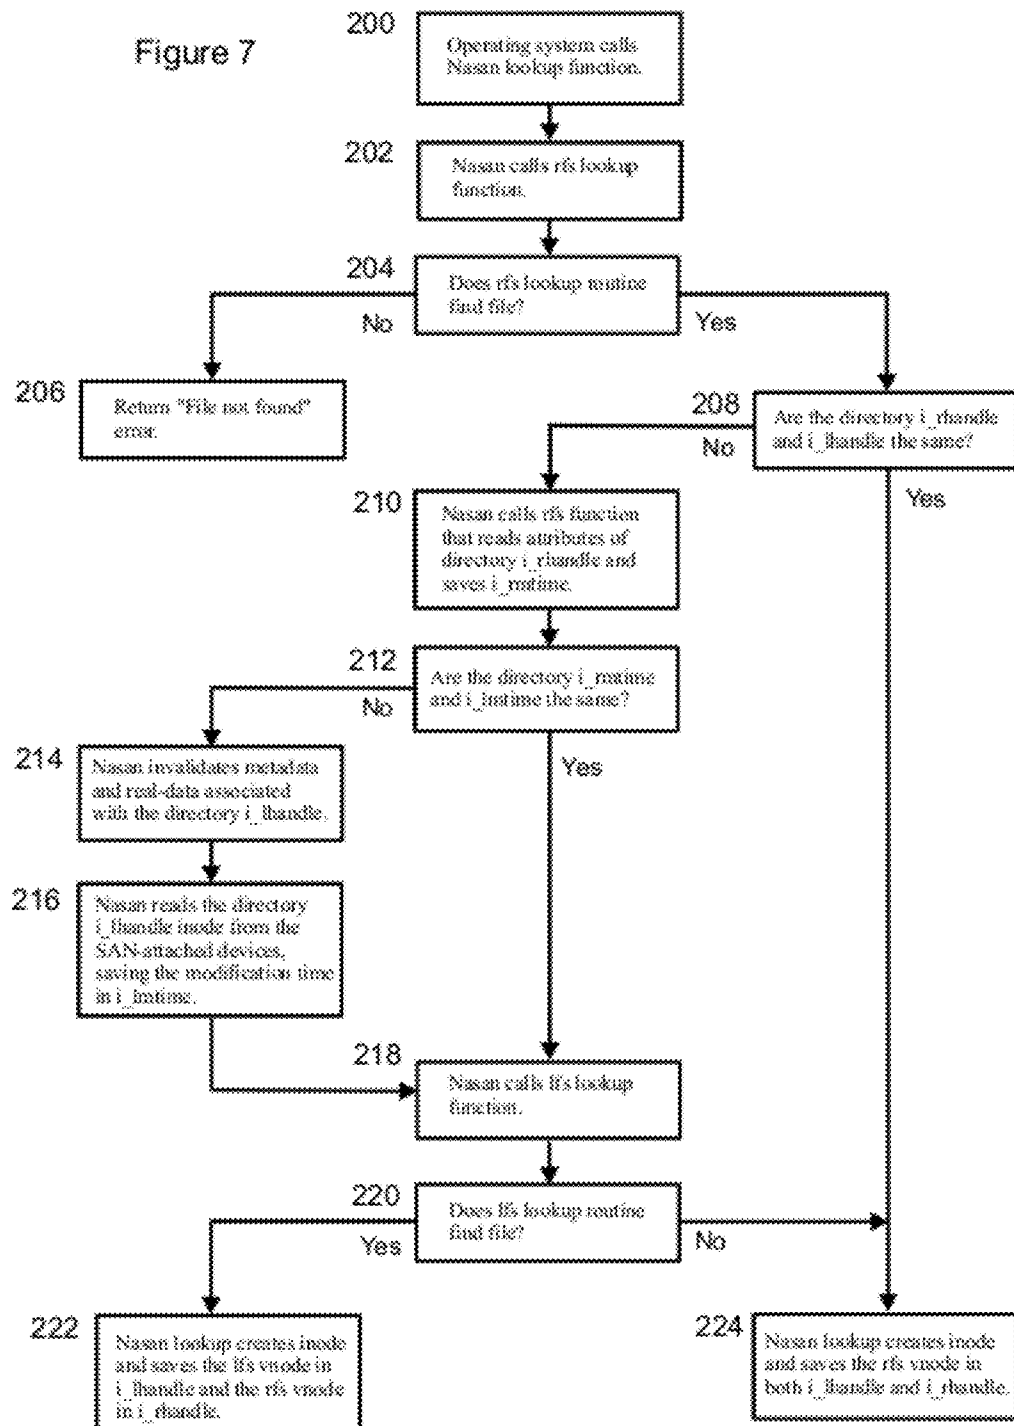 Figure 7
200
Operating system calls
Nasan lookup function.
202
Nasan calls rfs lookup
function.
204
Does rfs lookup routine
find file?
No
Yes
206
Return "File not found"
error.
208
Are the directory i_rhandle
and i_lhandle the same?
No
Yes
210
Nasan calls rfs function
that reads attributes of
directory i_rhandle and
saves i_rmtime.
212
Are the directory i_rmtime
and i_lmtime the same?
No
Yes
214
Nasan invalidates metadata
and real-data associated
with the directory i_lhandle.
216
Nasan reads the directory
i_lhandle inode from the
SAN-attached devices,
saving the modification time
in i_lmtime.
218
Nasan calls lfs lookup
function.
220
Does lfs lookup routine
find file?
Yes
No
222
Nasan lookup creates inode
and saves the lfs vnode in
i_lhandle and the rfs vnode
in i_rhandle.
224
Nasan lookup creates inode
and saves the rfs vnode in
both i_lhandle and i_rhandle.